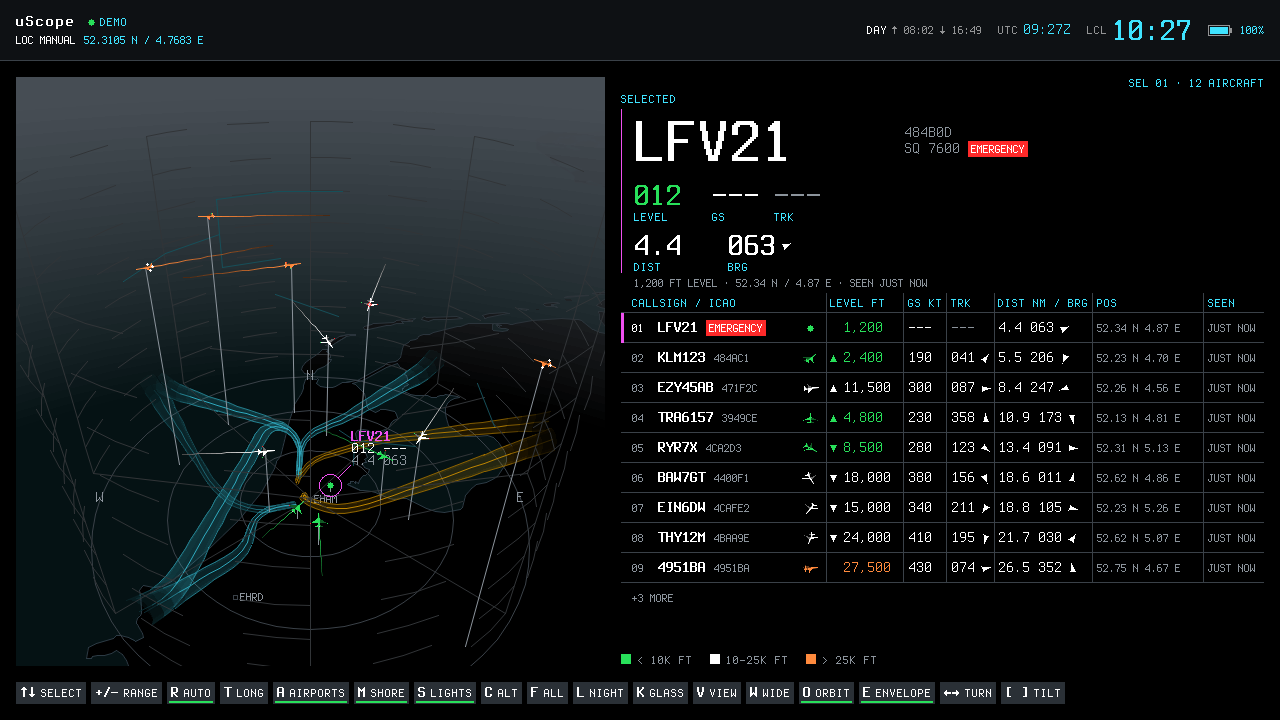 uScope DEMO
LOC MANUAL 52.3105 N / 4.7683 E
DAY ↑ 08:02 ↓ 16:49 UTC 09:27Z LCL 10:27 100%
SEL 01 · 12 AIRCRAFT
SELECTED
LFV21
484B0D
SQ 7600 EMERGENCY
012 --- ---
LEVEL GS TRK
4.4 063
DIST BRG
1,200 FT LEVEL · 52.34 N / 4.87 E · SEEN JUST NOW
CALLSIGN / ICAO LEVEL FT GS KT TRK DIST NM / BRG POS SEEN
01 LFV21 EMERGENCY 1,200 --- --- 4.4 063 52.34 N 4.87 E JUST NOW
02 KLM123 484AC1 ▲ 2,400 190 041 5.5 206 52.23 N 4.70 E JUST NOW
03 EZY45AB 471F2C ▲ 11,500 300 087 8.4 247 52.26 N 4.56 E JUST NOW
04 TRA6157 3949CE ▲ 4,800 230 358 10.9 173 52.13 N 4.81 E JUST NOW
05 RYR7X 4CA2D3 ▼ 8,500 280 123 13.4 091 52.31 N 5.13 E JUST NOW
06 BAW7GT 4400F1 ▼ 18,000 380 156 18.6 011 52.62 N 4.86 E JUST NOW
07 EIN6DW 4CAFE2 ▼ 15,000 340 211 18.8 105 52.23 N 5.26 E JUST NOW
08 THY12M 4BAA9E ▼ 24,000 410 195 21.7 030 52.62 N 5.07 E JUST NOW
09 4951BA 4951BA 27,500 430 074 26.5 352 52.75 N 4.67 E JUST NOW
+3 MORE
< 10K FT 10-25K FT > 25K FT
N
W
E
LFV21
012 ---
4.4 063
EHAM
EHRD
↑↓ SELECT +/- RANGE R AUTO T LONG A AIRPORTS M SHORE S LIGHTS C ALT F ALL L NIGHT K GLASS V VIEW W WIDE O ORBIT E ENVELOPE ←→ TURN [ ] TILT